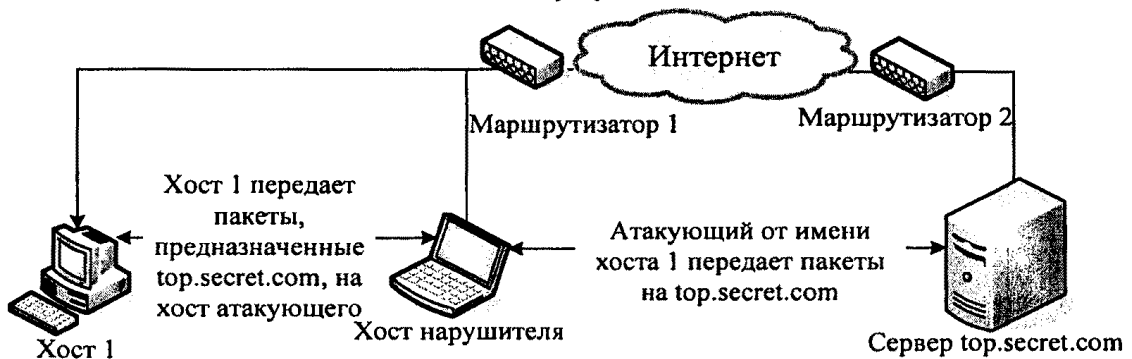 Интернет
Маршрутизатор 1
Маршрутизатор 2
Хост 1 передает
пакеты,
предназначенные
top.secret.com, на
хост атакующего
Атакующий от имени
хоста 1 передает пакеты
на top.secret.com
Хост 1
Хост нарушителя
Сервер top.secret.com